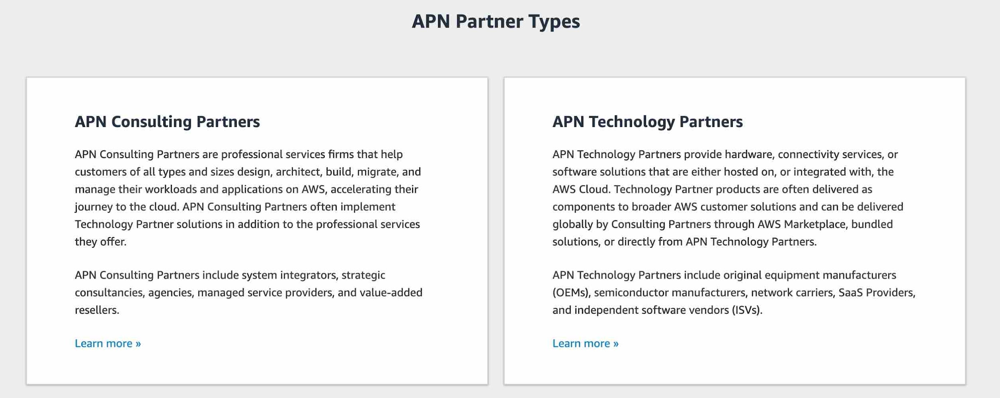 APN Partner Types
APN Consulting Partners
APN Consulting Partners are professional services firms that help
customers of all types and sizes design, architect, build, migrate, and
manage their workloads and applications on AWS, accelerating their
journey to the cloud. APN Consulting Partners often implement
Technology Partner solutions in addition to the professional services
they offer.
APN Consulting Partners include system integrators, strategic
consultancies, agencies, managed service providers, and value-added
resellers.
Learn more »
APN Technology Partners
APN Technology Partners provide hardware, connectivity services, or
software solutions that are either hosted on, or integrated with, the
AWS Cloud. Technology Partner products are often delivered as
components to broader AWS customer solutions and can be delivered
globally by Consulting Partners through AWS Marketplace, bundled
solutions, or directly from APN Technology Partners.
APN Technology Partners include original equipment manufacturers
(OEMs), semiconductor manufacturers, network carriers, SaaS Providers,
and independent software vendors (ISVs).
Learn more »